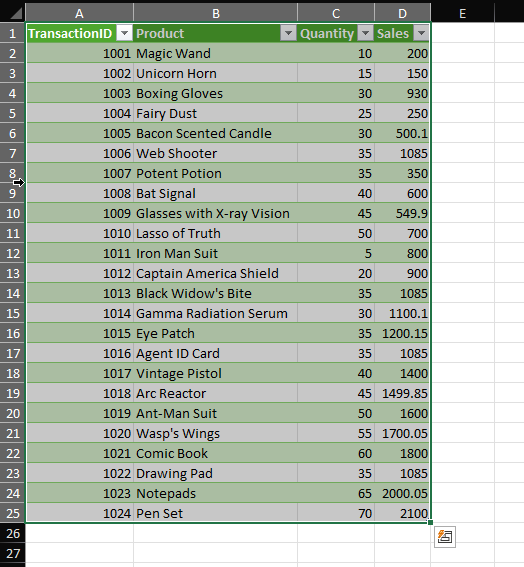 A B C D E
1 TransactionID Product Quantity Sales
2 1001 Magic Wand 10 200
3 1002 Unicorn Horn 15 150
4 1003 Boxing Gloves 30 930
5 1004 Fairy Dust 25 250
6 1005 Bacon Scented Candle 30 500.1
7 1006 Web Shooter 35 1085
8 1007 Potent Potion 35 350
9 1008 Bat Signal 40 600
10 1009 Glasses with X-ray Vision 45 549.9
11 1010 Lasso of Truth 50 700
12 1011 Iron Man Suit 5 800
13 1012 Captain America Shield 20 900
14 1013 Black Widow's Bite 35 1085
15 1014 Gamma Radiation Serum 30 1100.1
16 1015 Eye Patch 35 1200.15
17 1016 Agent ID Card 35 1085
18 1017 Vintage Pistol 40 1400
19 1018 Arc Reactor 45 1499.85
20 1019 Ant-Man Suit 50 1600
21 1020 Wasp's Wings 55 1700.05
22 1021 Comic Book 60 1800
23 1022 Drawing Pad 35 1085
24 1023 Notepads 65 2000.05
25 1024 Pen Set 70 2100
26
27